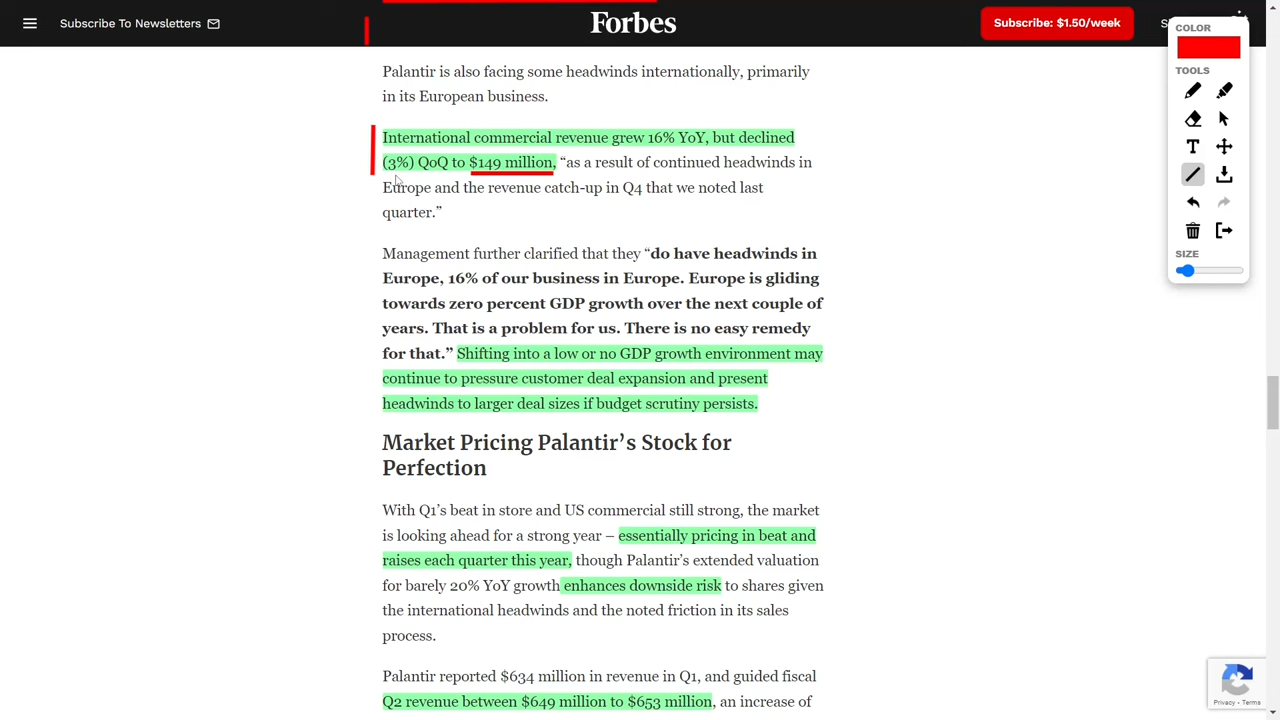 Subscribe To Newsletters
Forbes
Subscribe: $1.50/week
COLOR
TOOLS
T
SIZE
Palantir is also facing some headwinds internationally, primarily
in its European business.
International commercial revenue grew 16% YoY, but declined
(3%) QoQ to $149 million, “as a result of continued headwinds in
Europe and the revenue catch-up in Q4 that we noted last
quarter.”
Management further clarified that they “do have headwinds in
Europe, 16% of our business in Europe. Europe is gliding
towards zero percent GDP growth over the next couple of
years. That is a problem for us. There is no easy remedy
for that.” Shifting into a low or no GDP growth environment may
continue to pressure customer deal expansion and present
headwinds to larger deal sizes if budget scrutiny persists.
Market Pricing Palantir’s Stock for
Perfection
With Q1’s beat in store and US commercial still strong, the market
is looking ahead for a strong year – essentially pricing in beat and
raises each quarter this year, though Palantir’s extended valuation
for barely 20% YoY growth enhances downside risk to shares given
the international headwinds and the noted friction in its sales
process.
Palantir reported $634 million in revenue in Q1, and guided fiscal
Q2 revenue between $649 million to $653 million, an increase of
Privacy - Terms